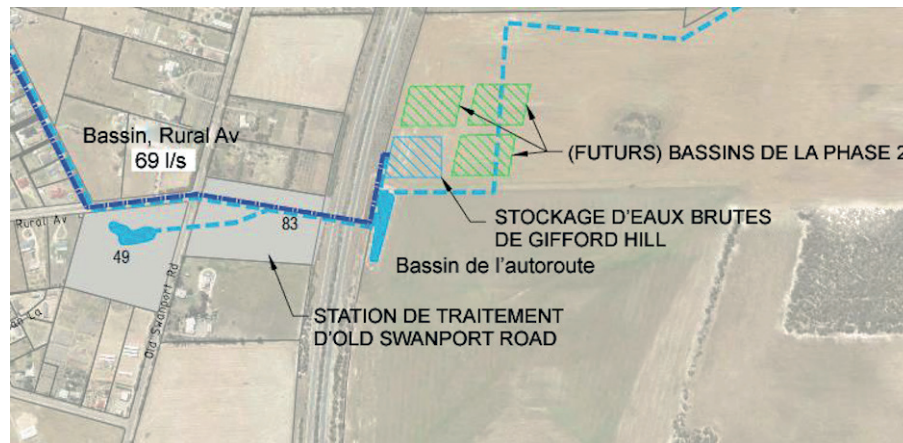 Bassin, Rural Av
69 l/s
(FUTURS) BASSINS DE LA PHASE 2
Rural Av
83
STOCKAGE D'EAUX BRUTES
DE GIFFORD HILL
49
Bassin de l'autoroute
Old Swanport Rd
STATION DE TRAITEMENT
D'OLD SWANPORT ROAD
La